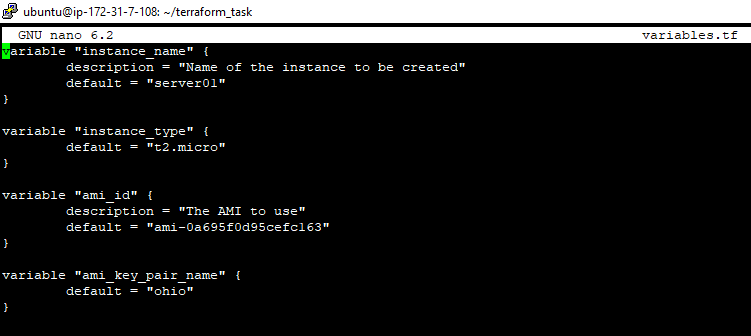 ubuntu@ip-172-31-7-108: ~/terraform_task
GNU nano 6.2 variables.tf
variable "instance_name" {
        description = "Name of the instance to be created"
        default = "server01"
}
variable "instance_type" {
        default = "t2.micro"
}
variable "ami_id" {
        description = "The AMI to use"
        default = "ami-0a695f0d95cefc163"
}
variable "ami_key_pair_name" {
        default = "ohio"
}